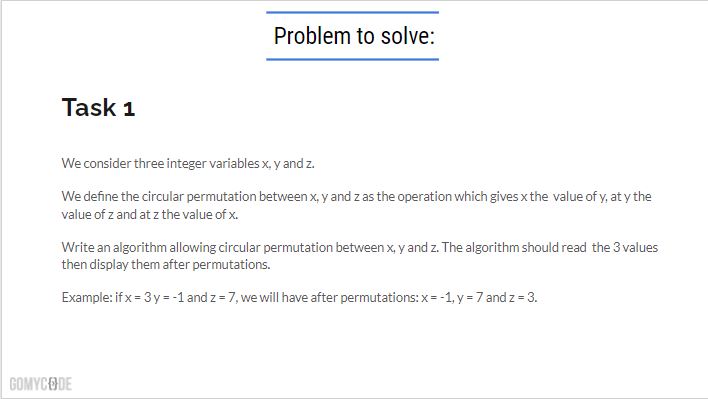 Problem to solve:
Task 1
We consider three integer variables x, y and z.
We define the circular permutation between x, y and z as the operation which gives x the value of y, at y the
value of z and at z the value of x.
Write an algorithm allowing circular permutation between x, y and z. The algorithm should read the 3 values
then display them after permutations.
Example: if x = 3 y = -1 and z = 7, we will have after permutations: x = -1, y = 7 and z = 3.
GOMYCODE